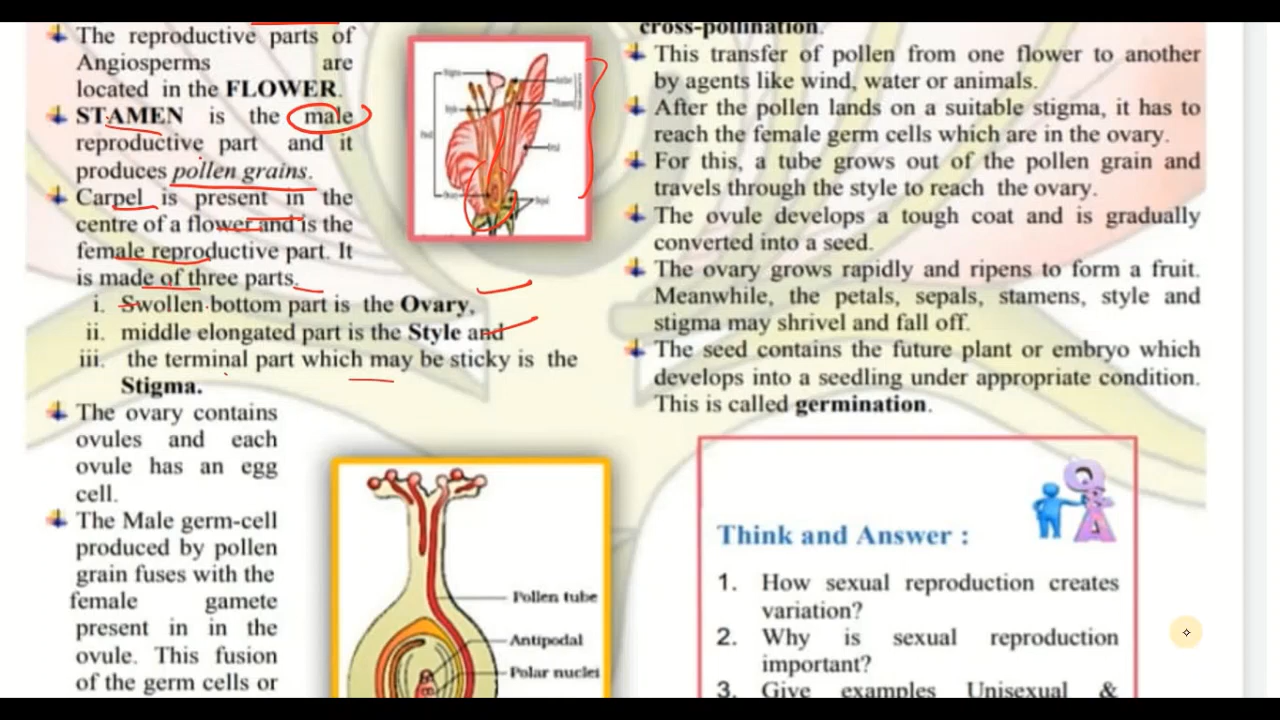 The reproductive parts of
Angiosperms are
located in the FLOWER.
STAMEN is the male
reproductive part and it
produces pollen grains.
Carpel is present in the
centre of a flower and is the
female reproductive part. It
is made of three parts.
i. Swollen bottom part is the Ovary,
ii. middle elongated part is the Style and
iii. the terminal part which may be sticky is the
Stigma.
The ovary contains
ovules and each
ovule has an egg
cell.
The Male germ-cell
produced by pollen
grain fuses with the
female gamete
present in in the
ovule. This fusion
of the germ cells or
Pollen tube
Antipodal
Polar nuclei
cross-pollination.
This transfer of pollen from one flower to another
by agents like wind, water or animals.
After the pollen lands on a suitable stigma, it has to
reach the female germ cells which are in the ovary.
For this, a tube grows out of the pollen grain and
travels through the style to reach the ovary.
The ovule develops a tough coat and is gradually
converted into a seed.
The ovary grows rapidly and ripens to form a fruit.
Meanwhile, the petals, sepals, stamens, style and
stigma may shrivel and fall off.
The seed contains the future plant or embryo which
develops into a seedling under appropriate condition.
This is called germination.
Q
&
A
Think and Answer :
1. How sexual reproduction creates
variation?
2. Why is sexual reproduction
important?
3. Give examples Unisexual &